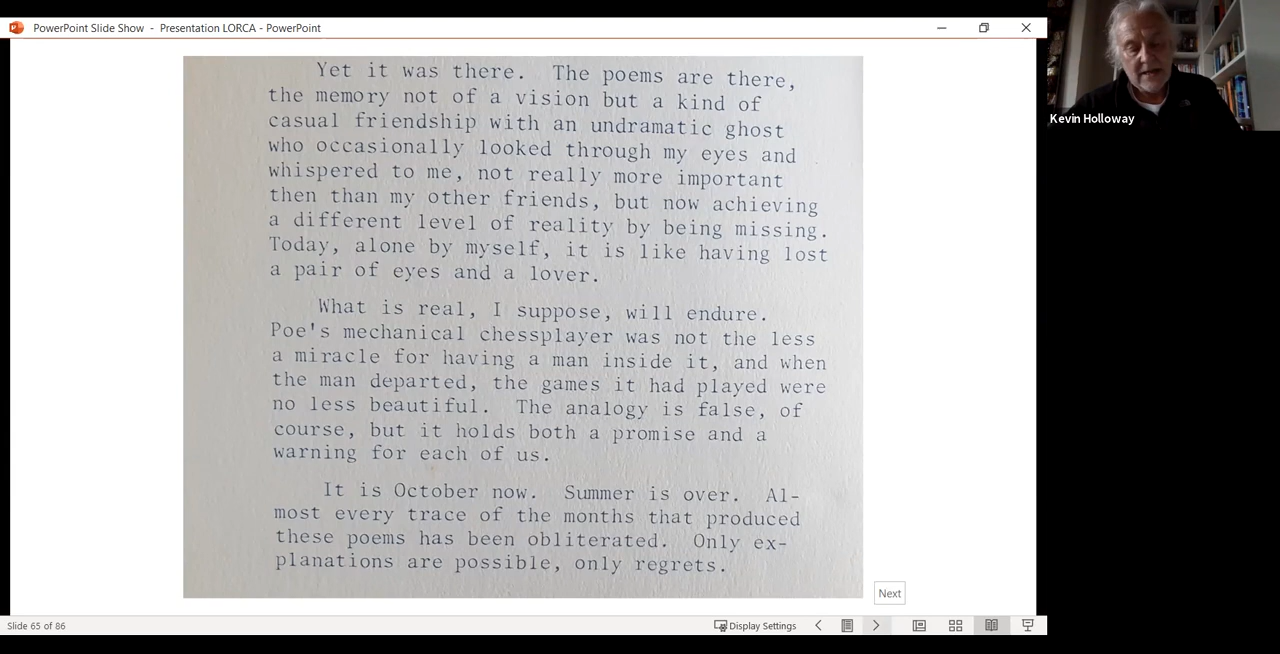 PowerPoint Slide Show - Presentation LORCA - PowerPoint
Yet it was there. The poems are there,
the memory not of a vision but a kind of
casual friendship with an undramatic ghost
who occasionally looked through my eyes and
whispered to me, not really more important
then than my other friends, but now achieving
a different level of reality by being missing.
Today, alone by myself, it is like having lost
a pair of eyes and a lover.
What is real, I suppose, will endure.
Poe's mechanical chessplayer was not the less
a miracle for having a man inside it, and when
the man departed, the games it had played were
no less beautiful. The analogy is false, of
course, but it holds both a promise and a
warning for each of us.
It is October now. Summer is over. Al-
most every trace of the months that produced
these poems has been obliterated. Only ex-
planations are possible, only regrets.
Next
Slide 65 of 86
Display Settings
Kevin Holloway